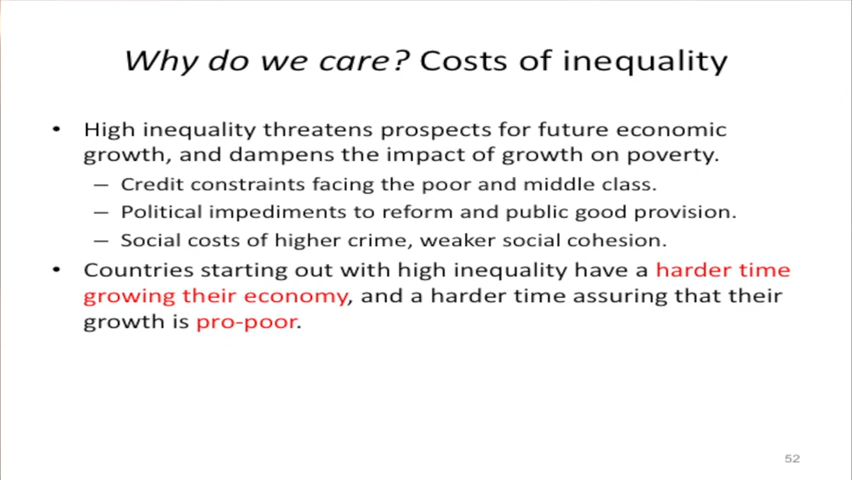 Why do we care? Costs of inequality
• High inequality threatens prospects for future economic
growth, and dampens the impact of growth on poverty.
– Credit constraints facing the poor and middle class.
– Political impediments to reform and public good provision.
– Social costs of higher crime, weaker social cohesion.
• Countries starting out with high inequality have a harder time
growing their economy, and a harder time assuring that their
growth is pro-poor.
52